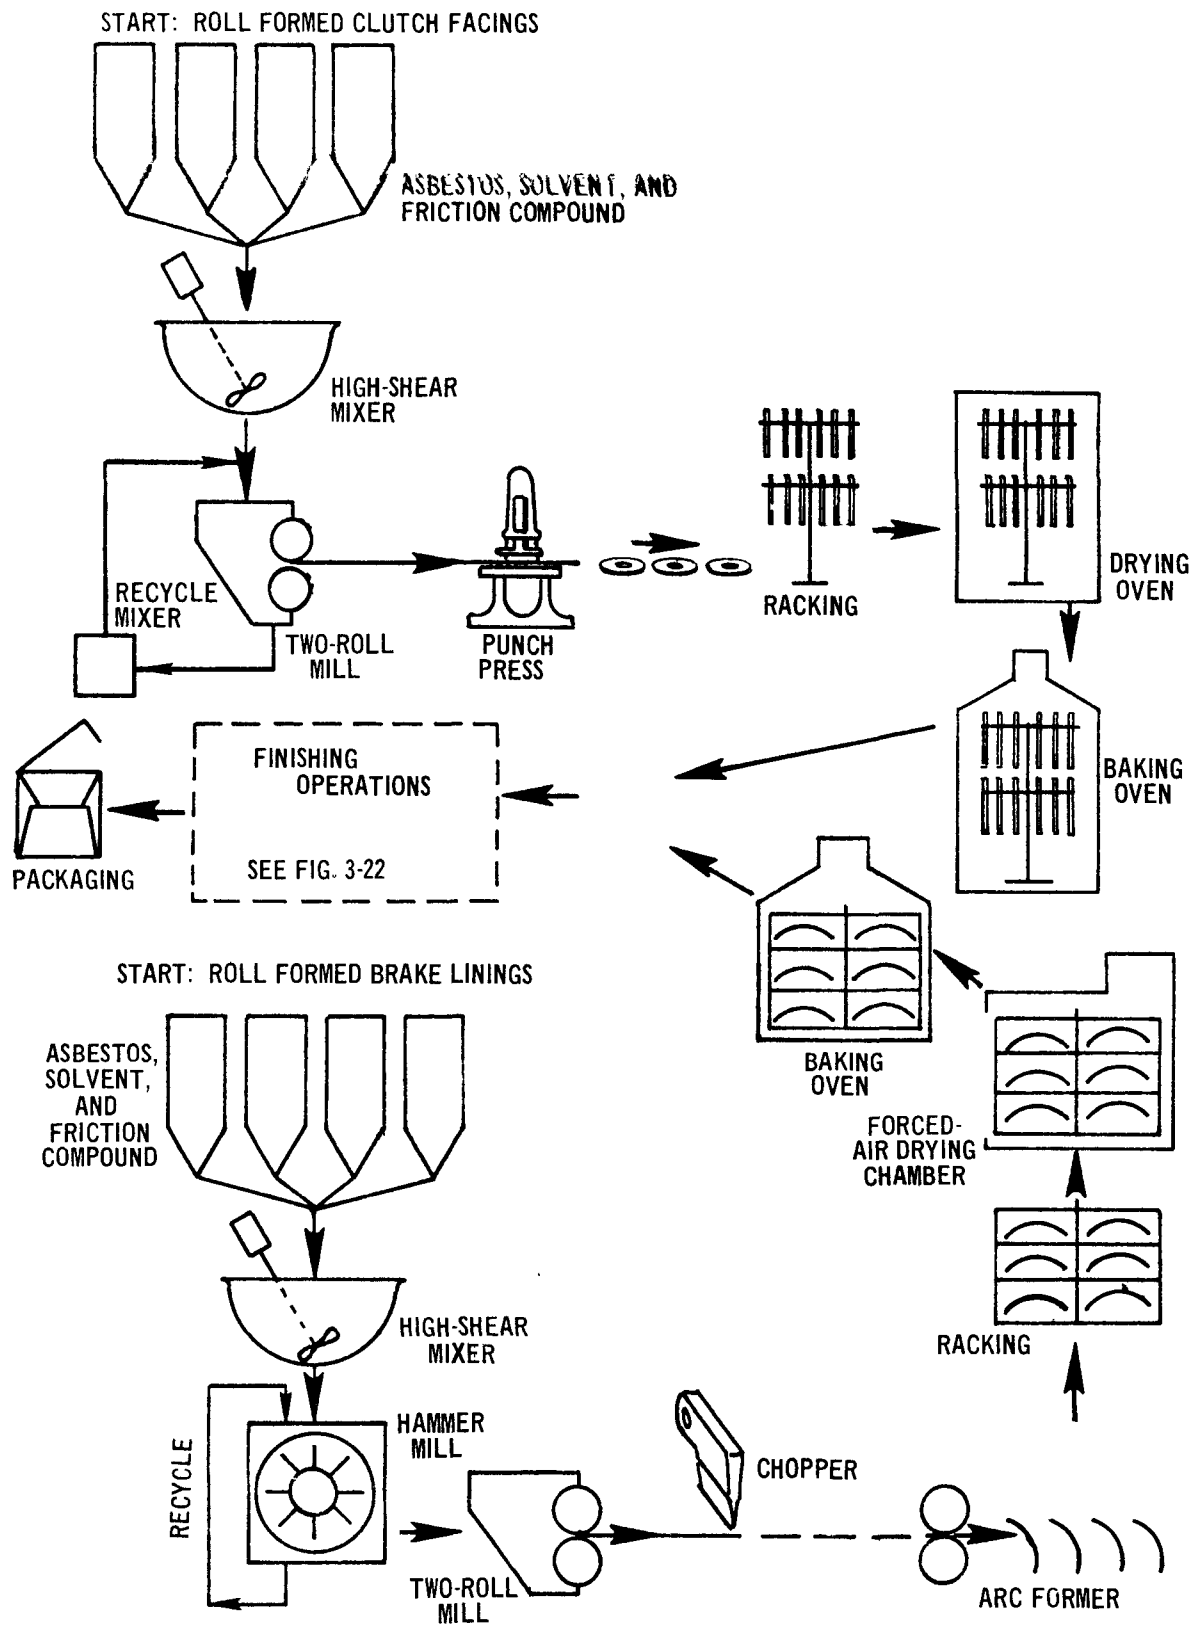 START: ROLL FORMED CLUTCH FACINGS
ASBESTOS, SOLVENT, AND
FRICTION COMPOUND
HIGH-SHEAR
MIXER
RECYCLE
MIXER
TWO-ROLL
MILL
PUNCH
PRESS
RACKING
DRYING
OVEN
BAKING
OVEN
FINISHING
OPERATIONS
SEE FIG. 3-22
PACKAGING
BAKING
OVEN
FORCED-
AIR DRYING
CHAMBER
RACKING
START: ROLL FORMED BRAKE LININGS
ASBESTOS,
SOLVENT,
AND
FRICTION
COMPOUND
HIGH-SHEAR
MIXER
RECYCLE
HAMMER
MILL
TWO-ROLL
MILL
CHOPPER
ARC FORMER